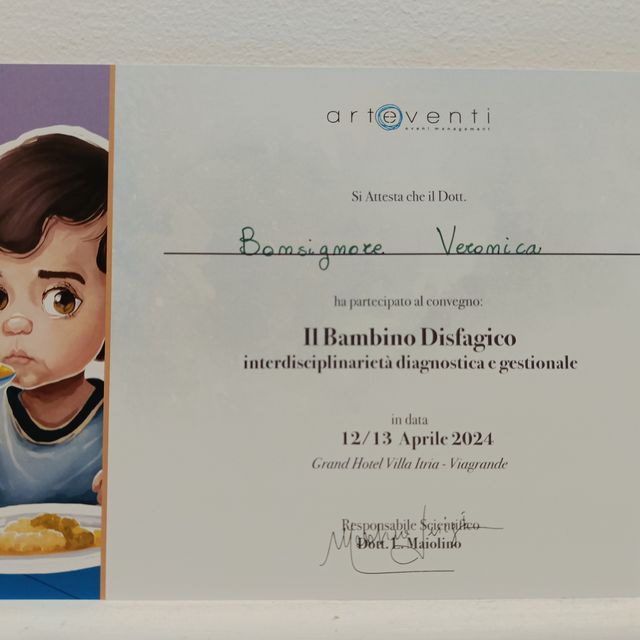 arteventi
event management
Si Attesta che il Dott.
Bonsignore Veronica
ha partecipato al convegno:
Il Bambino Disfagico
interdisciplinarietà diagnostica e gestionale
in data
12/13 Aprile 2024
Grand Hotel Villa Itria - Viagrande
Responsabile Scientifico
Dott. L. Maiolino